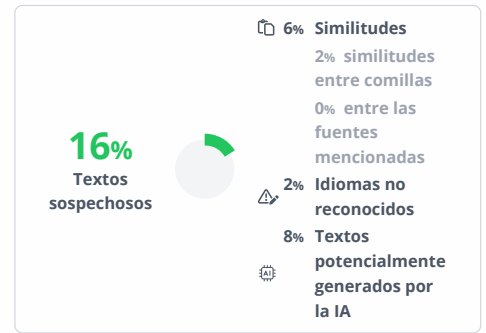 16%
Textos
sospechosos
6% Similitudes
2% similitudes
entre comillas
0% entre las
fuentes
mencionadas
2% Idiomas no
reconocidos
8% Textos
potencialmente
generados por
la IA
AI